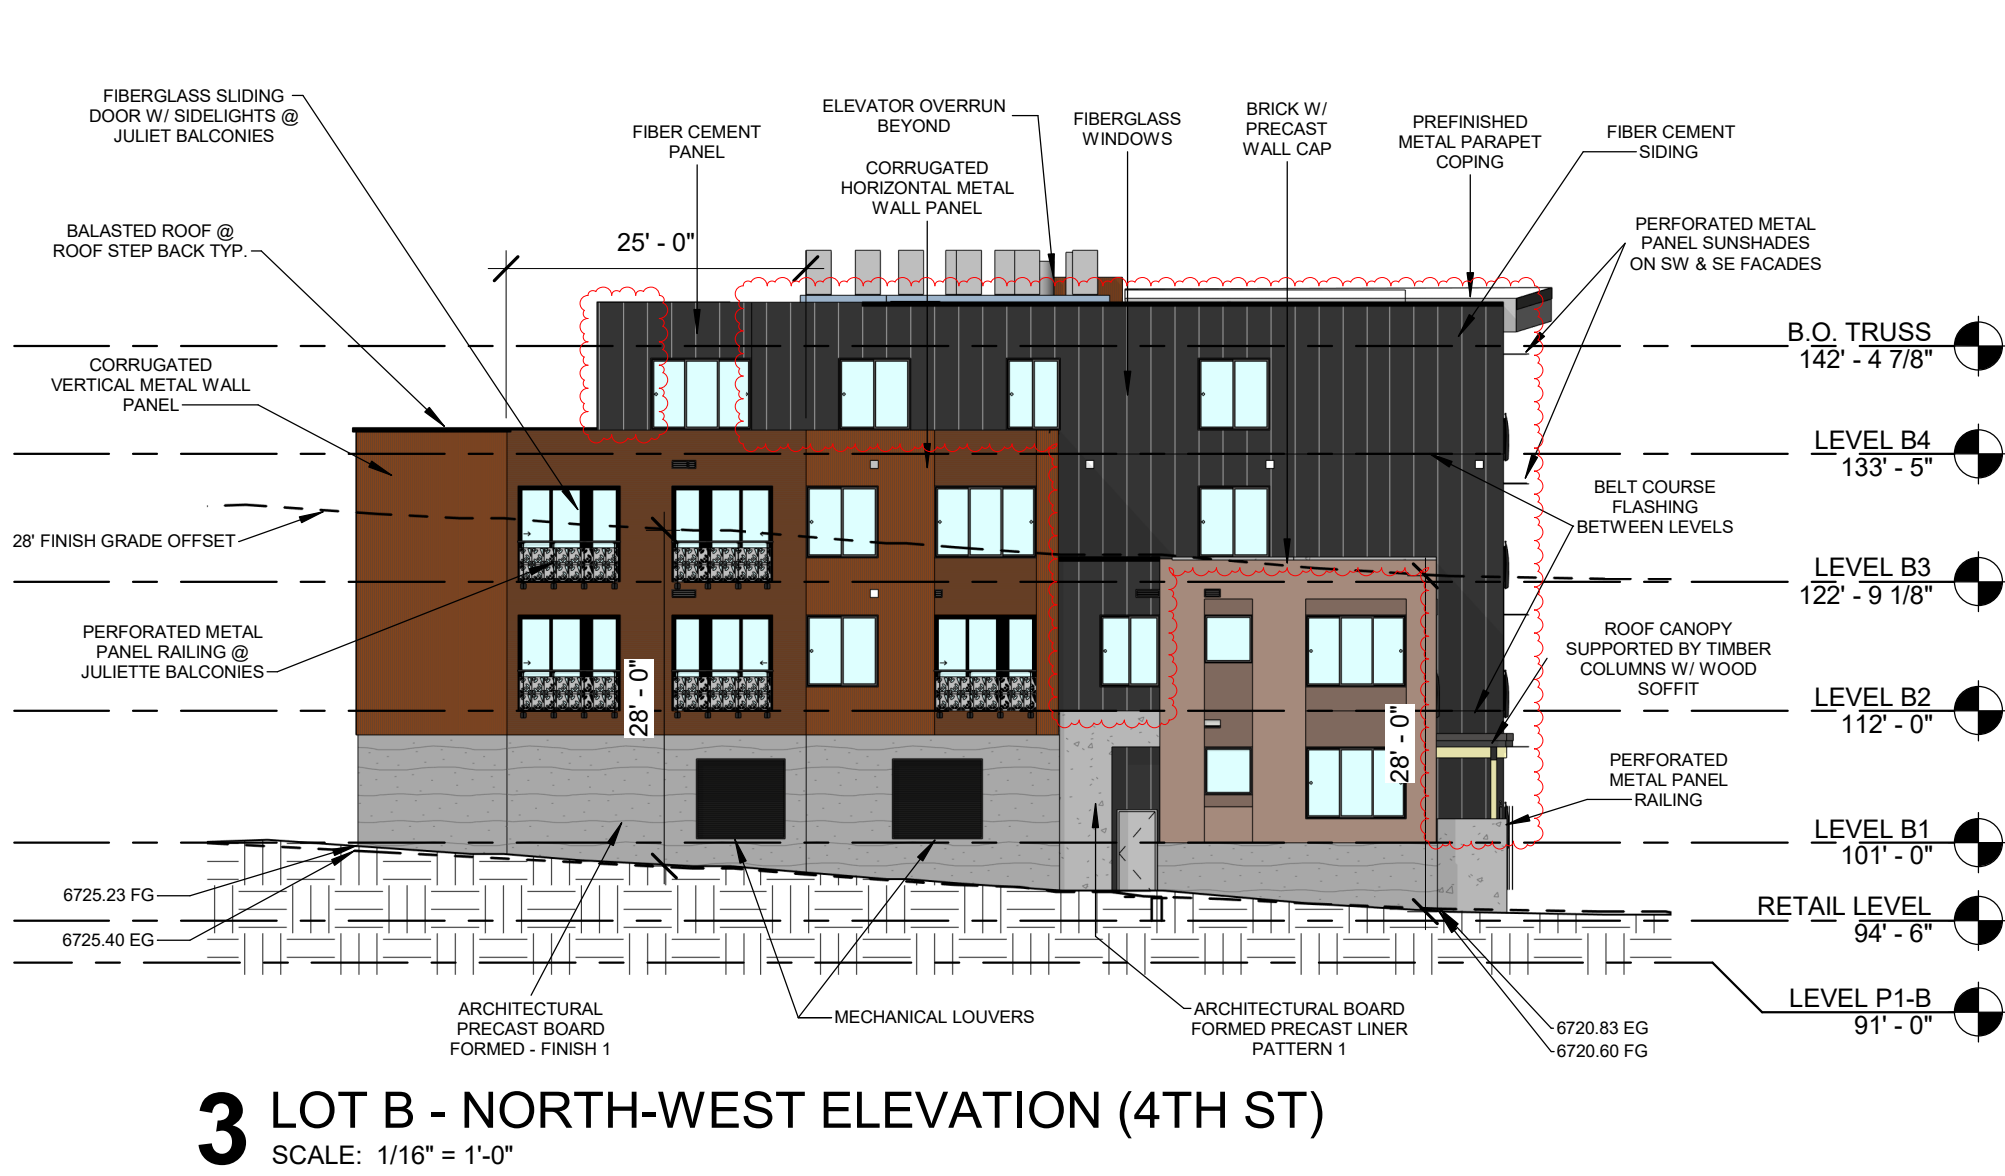 FIBERGLASS SLIDING
DOOR W/ SIDELIGHTS @
JULIET BALCONIES
FIBER CEMENT
PANEL
ELEVATOR OVERRUN
BEYOND
CORRUGATED
HORIZONTAL METAL
WALL PANEL
FIBERGLASS
WINDOWS
BRICK W/
PRECAST
WALL CAP
PREFINISHED
METAL PARAPET
COPING
FIBER CEMENT
SIDING
BALASTED ROOF @
ROOF STEP BACK TYP.
25' - 0"
PERFORATED METAL
PANEL SUNSHADES
ON SW & SE FACADES
CORRUGATED
VERTICAL METAL WALL
PANEL
B.O. TRUSS
142' - 4 7/8"
LEVEL B4
133' - 5"
28' FINISH GRADE OFFSET
BELT COURSE
FLASHING
BETWEEN LEVELS
LEVEL B3
122' - 9 1/8"
PERFORATED METAL
PANEL RAILING @
JULIETTE BALCONIES
28' - 0"
28' - 0"
ROOF CANOPY
SUPPORTED BY TIMBER
COLUMNS W/ WOOD
SOFFIT
LEVEL B2
112' - 0"
PERFORATED
METAL PANEL
RAILING
LEVEL B1
101' - 0"
6725.23 FG
6725.40 EG
RETAIL LEVEL
94' - 6"
LEVEL P1-B
91' - 0"
ARCHITECTURAL
PRECAST BOARD
FORMED - FINISH 1
MECHANICAL LOUVERS
ARCHITECTURAL BOARD
FORMED PRECAST LINER
PATTERN 1
6720.83 EG
6720.60 FG
3 LOT B - NORTH-WEST ELEVATION (4TH ST)
SCALE: 1/16" = 1'-0"